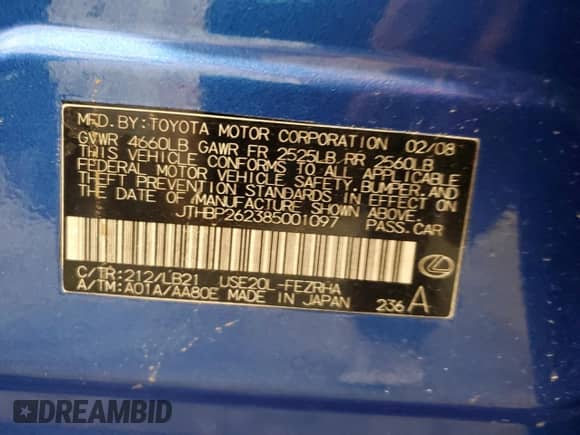 MFD. BY: TOYOTA MOTOR CORPORATION 02/08
GVWR 4660LB GAWR FR 2525LB RR 2560LB
THIS VEHICLE CONFORMS TO ALL APPLICABLE
FEDERAL MOTOR VEHICLE SAFETY, BUMPER, AND
THEFT PREVENTION STANDARDS IN EFFECT ON
THE DATE OF MANUFACTURE SHOWN ABOVE.
JTHBP262385001097 PASS.CAR
C/TR:212/LB21 USE20L-FEZRHA
A/TM:A01A/AA80E MADE IN JAPAN 236 A
DREAMBID